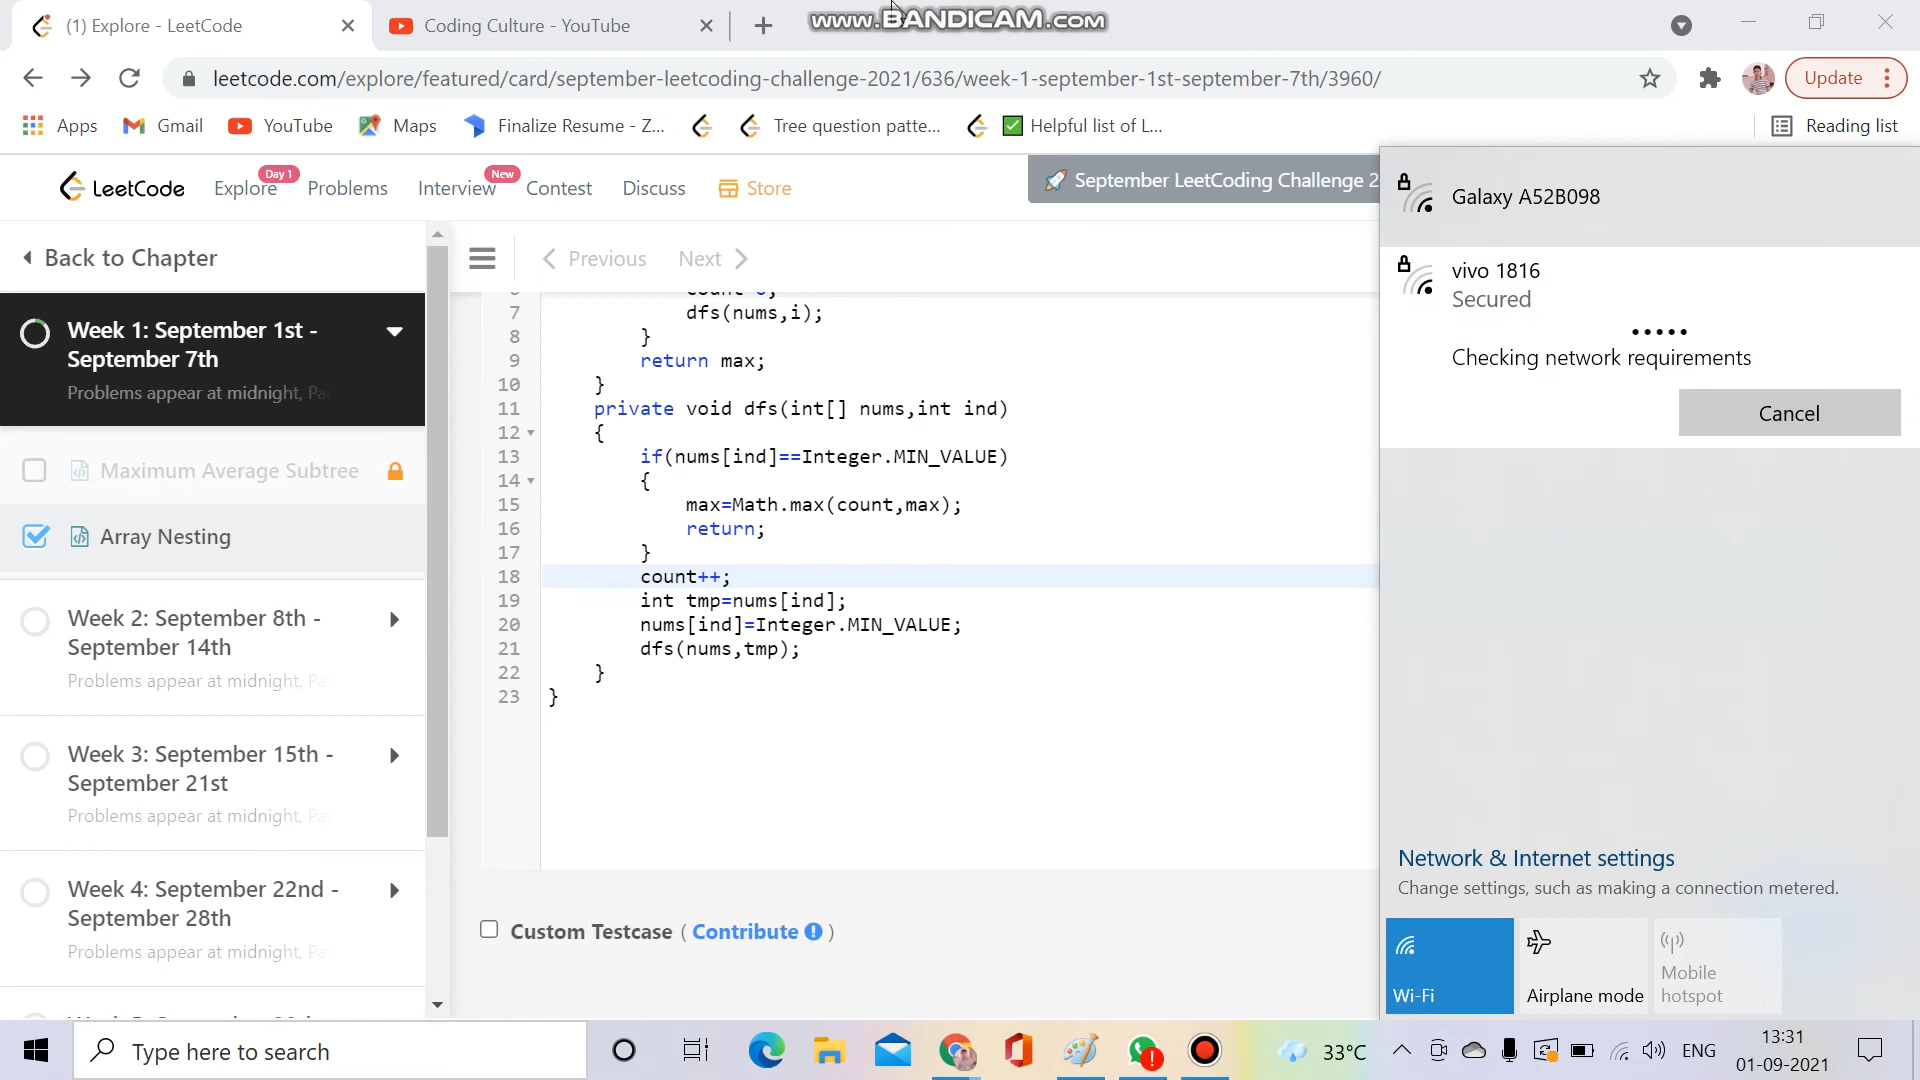 (1) Explore - LeetCode
Coding Culture - YouTube
www.BANDICAM.com
leetcode.com/explore/featured/card/september-leetcoding-challenge-2021/636/week-1-september-1st-september-7th/3960/
Update
Apps
Gmail
YouTube
Maps
Finalize Resume - Z...
Tree question patte...
Helpful list of L...
Reading list
LeetCode
Explore
Day 1
Problems
Interview
New
Contest
Discuss
Store
September LeetCoding Challenge 2
Back to Chapter
Previous
Next
Week 1: September 1st -
September 7th
Problems appear at midnight, Pa
Maximum Average Subtree
Array Nesting
Week 2: September 8th -
September 14th
Problems appear at midnight, Pa
Week 3: September 15th -
September 21st
Problems appear at midnight, Pa
Week 4: September 22nd -
September 28th
Problems appear at midnight, Pa
7 dfs(nums,i);
8 }
9 return max;
10 }
11 private void dfs(int[] nums,int ind)
12 {
13 if(nums[ind]==Integer.MIN_VALUE)
14 {
15 max=Math.max(count,max);
16 return;
17 }
18 count++;
19 int tmp=nums[ind];
20 nums[ind]=Integer.MIN_VALUE;
21 dfs(nums,tmp);
22 }
23 }
Custom Testcase ( Contribute )
Galaxy A52B098
vivo 1816
Secured
Checking network requirements
Cancel
Network & Internet settings
Change settings, such as making a connection metered.
Wi-Fi
Airplane mode
Mobile
hotspot
Type here to search
33°C
ENG
13:31
01-09-2021